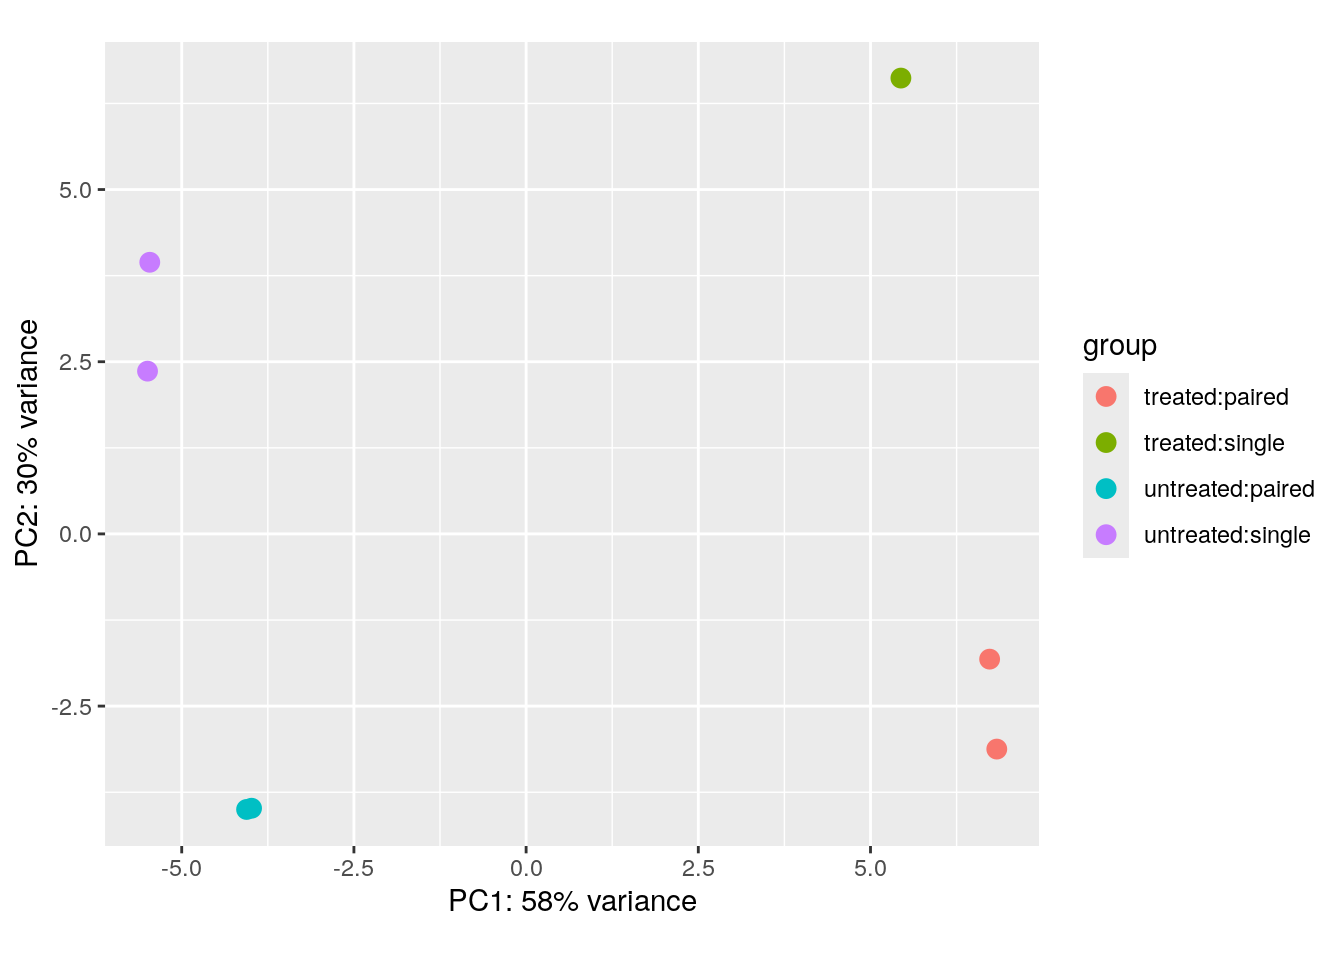 5.0
2.5
0.0
-2.5
PC2: 30% variance
-5.0
-2.5
0.0
2.5
5.0
PC1: 58% variance
group
treated:paired
treated:single
untreated:paired
untreated:single